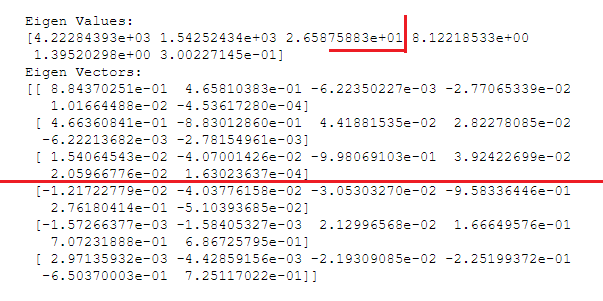 Eigen Values:
[4.22284393e+03 1.54252434e+03 2.65875883e+01 8.12218533e+00
1.39520298e+00 3.00227145e-01]
Eigen Vectors:
[[ 8.84370251e-01 4.65810383e-01 -6.22350227e-03 -2.77065339e-02
1.01664488e-02 -4.53617280e-04]
[ 4.66360841e-01 -8.83012860e-01 4.41881535e-02 2.82278085e-02
-6.22213682e-03 -2.78154961e-03]
[ 1.54064543e-02 -4.07001426e-02 -9.98069103e-01 3.92422699e-02
2.05966776e-02 1.63023637e-04]
[-1.21722779e-02 -4.03776158e-02 -3.05303270e-02 -9.58336446e-01
2.76180414e-01 -5.10393685e-02]
[-1.57266377e-03 -1.58405327e-03 2.12996568e-02 1.66649576e-01
7.07231888e-01 6.86725795e-01]
[ 2.97135932e-03 -4.42859156e-03 -2.19309085e-02 -2.25199372e-01
-6.50370003e-01 7.25117022e-01]]